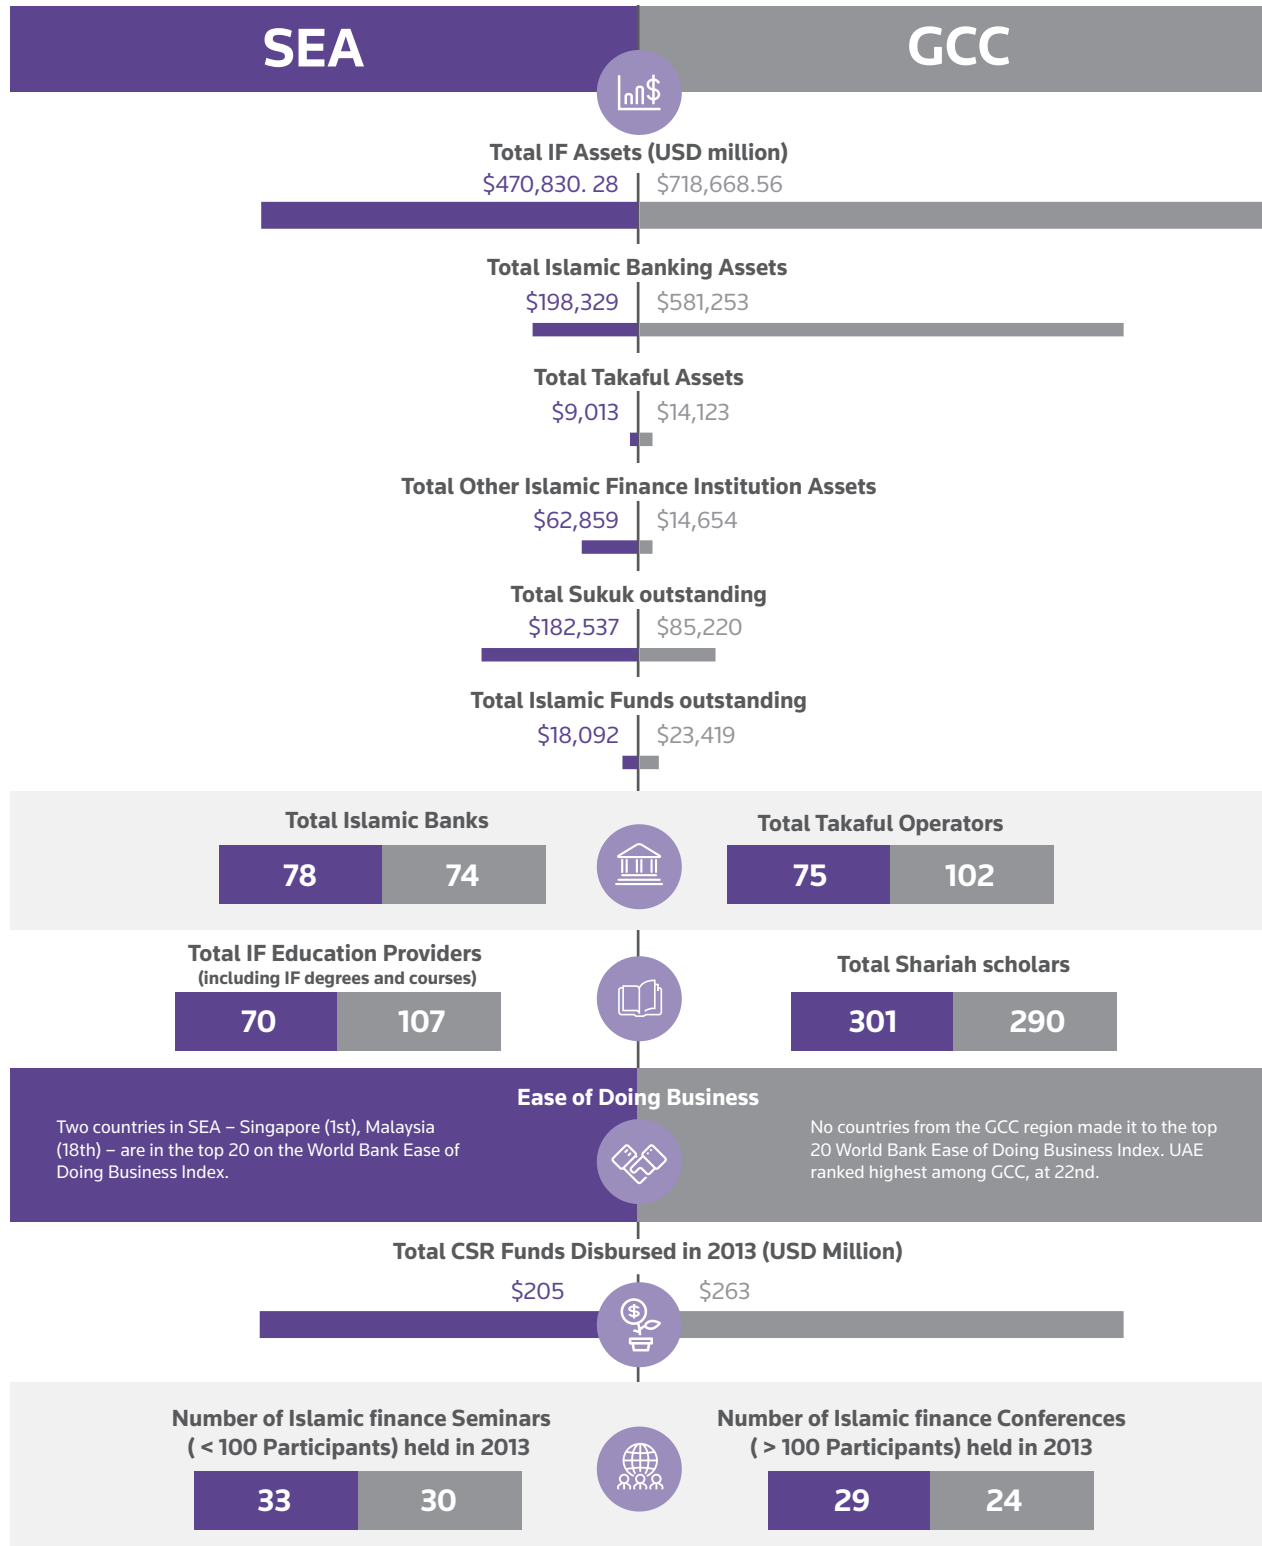 SEA
GCC
Total IF Assets (USD million)
$470,830. 28
$718,668.56
Total Islamic Banking Assets
$198,329
$581,253
Total Takaful Assets
$9,013
$14,123
Total Other Islamic Finance Institution Assets
$62,859
$14,654
Total Sukuk outstanding
$182,537
$85,220
Total Islamic Funds outstanding
$18,092
$23,419
Total Islamic Banks
78
74
Total Takaful Operators
75
102
Total IF Education Providers
(including IF degrees and courses)
70
107
Total Shariah scholars
301
290
Ease of Doing Business
Two countries in SEA – Singapore (1st), Malaysia
(18th) – are in the top 20 on the World Bank Ease of
Doing Business Index.
No countries from the GCC region made it to the top
20 World Bank Ease of Doing Business Index. UAE
ranked highest among GCC, at 22nd.
Total CSR Funds Disbursed in 2013 (USD Million)
$205
$263
Number of Islamic finance Seminars
( < 100 Participants) held in 2013
33
30
Number of Islamic finance Conferences
( > 100 Participants) held in 2013
29
24